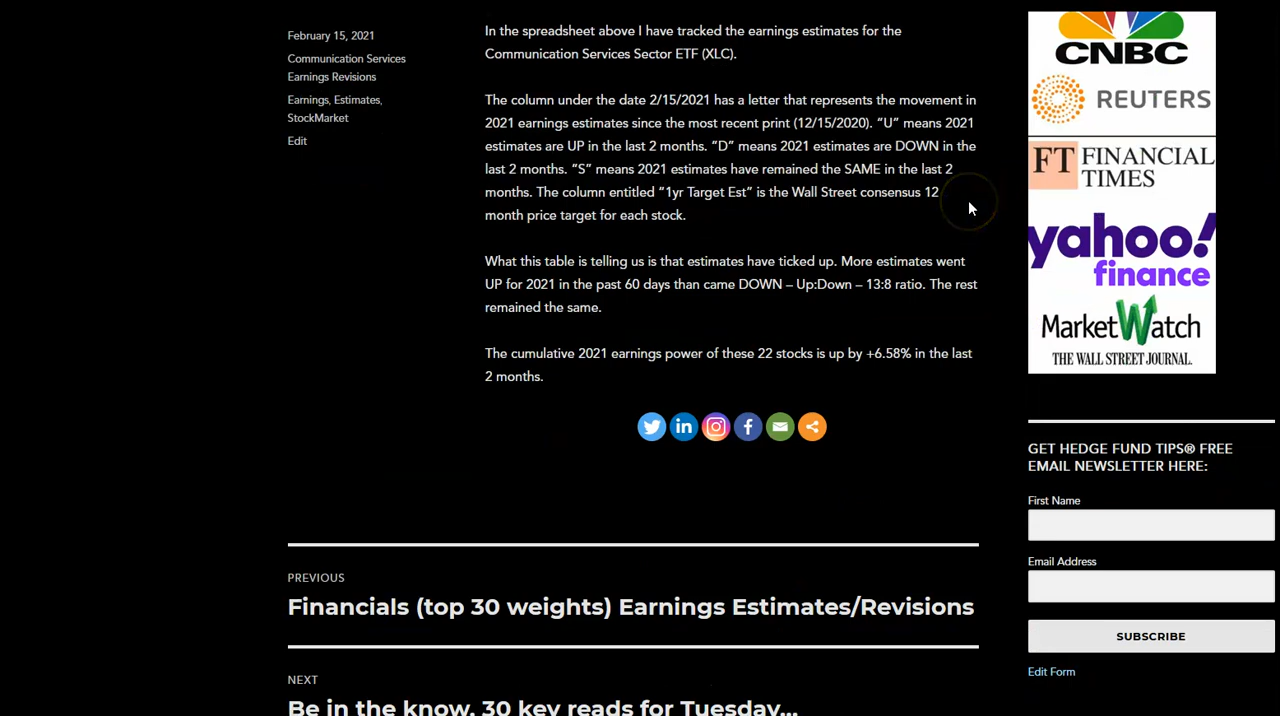 February 15, 2021
Communication Services
Earnings Revisions
Earnings, Estimates,
StockMarket
Edit
In the spreadsheet above I have tracked the earnings estimates for the
Communication Services Sector ETF (XLC).
The column under the date 2/15/2021 has a letter that represents the movement in
2021 earnings estimates since the most recent print (12/15/2020). “U” means 2021
estimates are UP in the last 2 months. “D” means 2021 estimates are DOWN in the
last 2 months. “S” means 2021 estimates have remained the SAME in the last 2
months. The column entitled “1yr Target Est” is the Wall Street consensus 12
month price target for each stock.
What this table is telling us is that estimates have ticked up. More estimates went
UP for 2021 in the past 60 days than came DOWN – Up:Down – 13:8 ratio. The rest
remained the same.
The cumulative 2021 earnings power of these 22 stocks is up by +6.58% in the last
2 months.
in
PREVIOUS
Financials (top 30 weights) Earnings Estimates/Revisions
NEXT
Be in the know. 30 key reads for Tuesday...
CNBC
REUTERS
FT FINANCIAL
TIMES
yahoo!
finance
MarketWatch
THE WALL STREET JOURNAL.
GET HEDGE FUND TIPS® FREE
EMAIL NEWSLETTER HERE:
First Name
Email Address
SUBSCRIBE
Edit Form